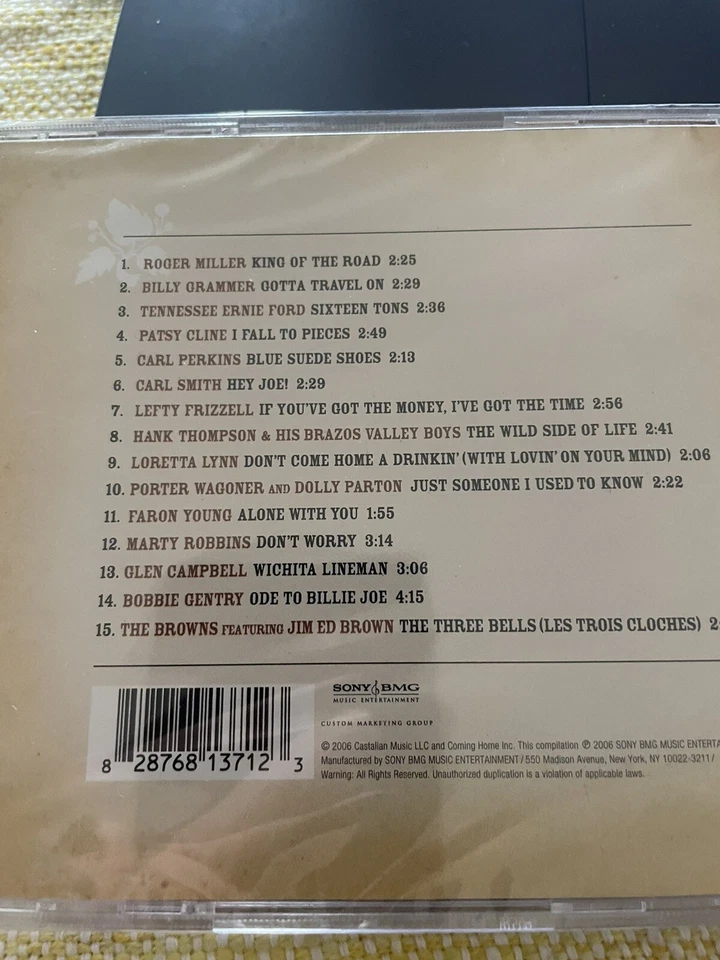 1. ROGER MILLER KING OF THE ROAD 2:25
2. BILLY GRAMMER GOTTA TRAVEL ON 2:29
3. TENNESSEE ERNIE FORD SIXTEEN TONS 2:36
4. PATSY CLINE I FALL TO PIECES 2:49
5. CARL PERKINS BLUE SUEDE SHOES 2:13
6. CARL SMITH HEY JOE! 2:29
7. LEFTY FRIZZELL IF YOU'VE GOT THE MONEY, I'VE GOT THE TIME 2:56
8. HANK THOMPSON & HIS BRAZOS VALLEY BOYS THE WILD SIDE OF LIFE 2:41
9. LORETTA LYNN DON'T COME HOME A DRINKIN' (WITH LOVIN' ON YOUR MIND) 2:06
10. PORTER WAGONER AND DOLLY PARTON JUST SOMEONE I USED TO KNOW 2:22
11. FARON YOUNG ALONE WITH YOU 1:55
12. MARTY ROBBINS DON'T WORRY 3:14
13. GLEN CAMPBELL WICHITA LINEMAN 3:06
14. BOBBIE GENTRY ODE TO BILLIE JOE 4:15
15. THE BROWNS FEATURING JIM ED BROWN THE THREE BELLS (LES TROIS CLOCHES) 2:
SONY BMG
MUSIC ENTERTAINMENT
CUSTOM MARKETING GROUP
8 28768 13712 3
© 2006 Castalian Music LLC and Coming Home Inc. This compilation ℗ 2006 SONY BMG MUSIC ENTERTA
Manufactured by SONY BMG MUSIC ENTERTAINMENT / 550 Madison Avenue, New York, NY 10022-3211 /
Warning: All Rights Reserved. Unauthorized duplication is a violation of applicable laws.